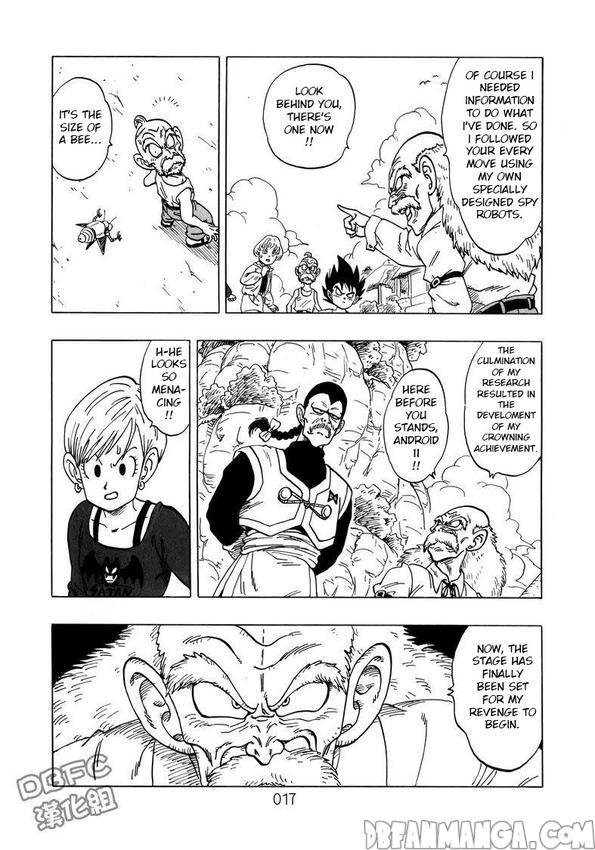 OF COURSE I
NEEDED
INFORMATION
TO DO WHAT
I'VE DONE. SO
I FOLLOWED
YOUR EVERY
MOVE USING
MY OWN
SPECIALLY
DESIGNED SPY
ROBOTS.
LOOK
BEHIND YOU,
THERE'S
ONE NOW
!!
IT'S THE
SIZE OF
A BEE...
THE
CULMINATION
OF MY
RESEARCH
RESULTED IN
THE
DEVELOMENT
OF MY
CROWNING
ACHIEVEMENT.
HERE
BEFORE
YOU
STANDS,
ANDROID
11 !!
H-HE
LOOKS
SO
MENA-
CING
!!
SATAN
NOW, THE
STAGE HAS
FINALLY
BEEN SET
FOR MY
REVENGE TO
BEGIN.
DBFC
漢化組
017
DBFANMANGA.COM